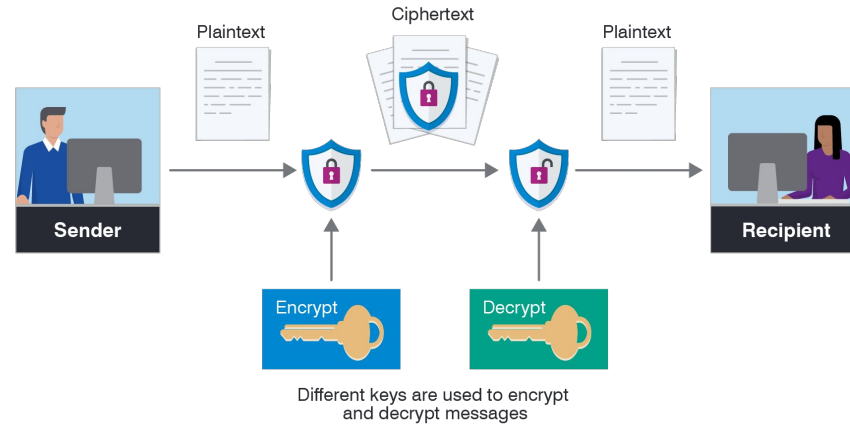 Plaintext
Ciphertext
Plaintext
Sender
Recipient
Encrypt
Decrypt
Different keys are used to encrypt
and decrypt messages